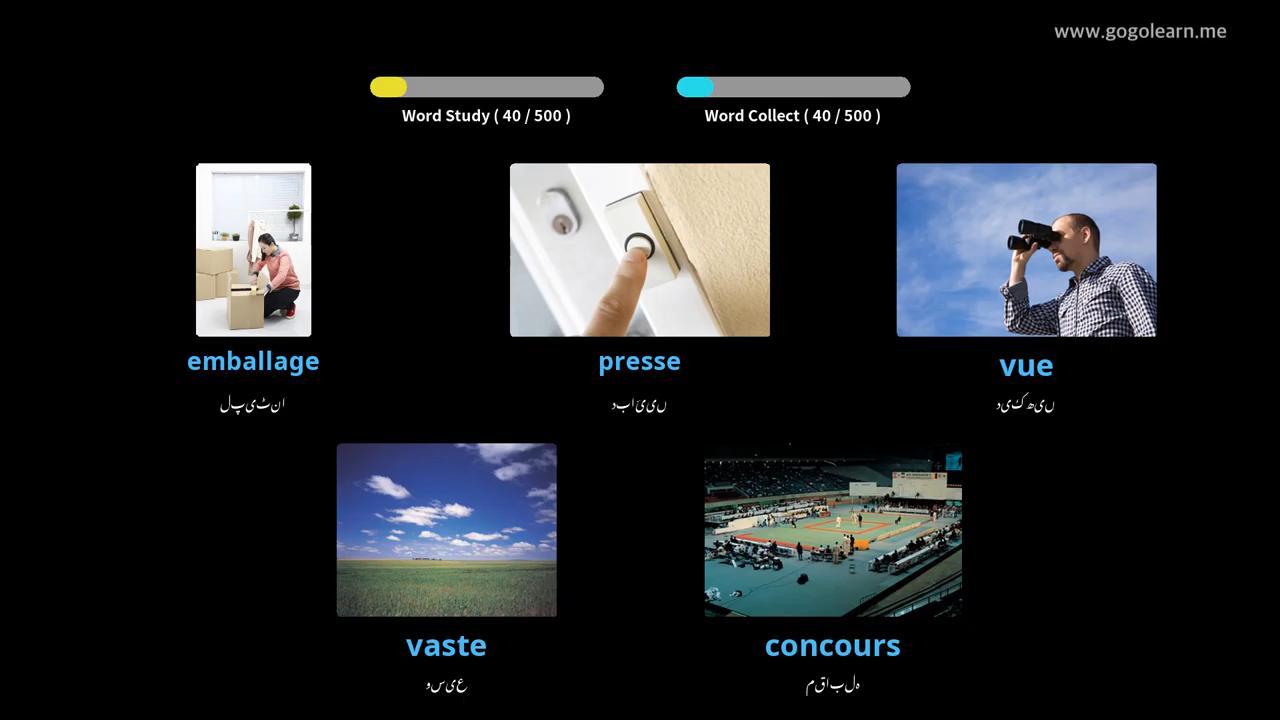 www.gogolearn.me
Word Study ( 40 / 500 )
Word Collect ( 40 / 500 )
emballage
لپیٹنا
presse
دبائیں
vue
دیکھیں
vaste
وسیع
concours
مقابلہ